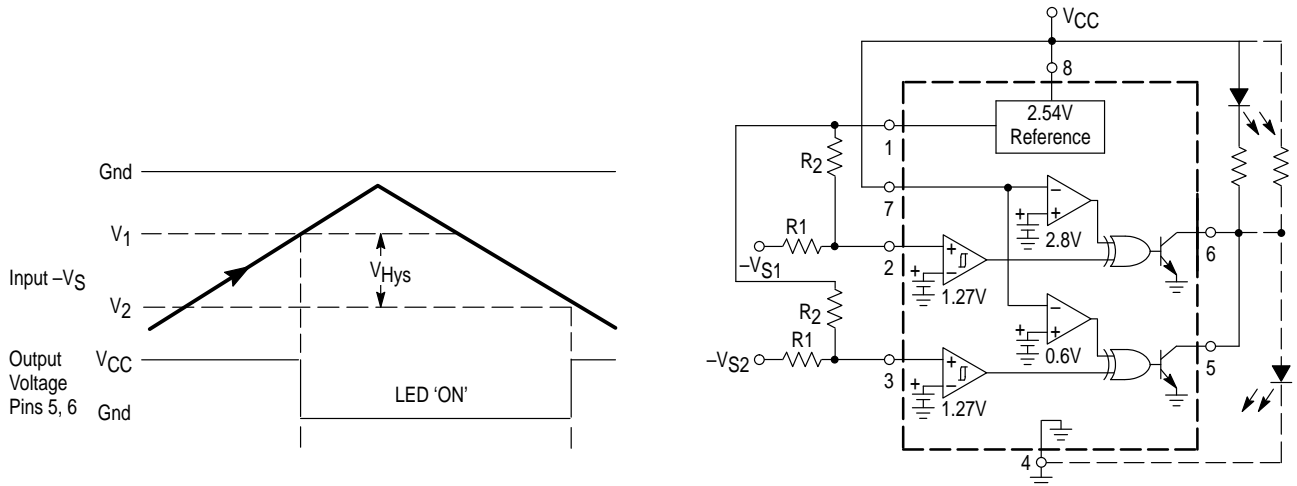 Gnd
V1
Input –VS
VHys
V2
Output
Voltage
Pins 5, 6
VCC
LED ‘ON’
Gnd
VCC
8
2.54V
Reference
1
R2
7
–
+
+
2.8V
6
R1
–VS1
2
+
–
+
1.27V
R2
–
+
+
0.6V
R1
–VS2
3
+
–
+
1.27V
5
4